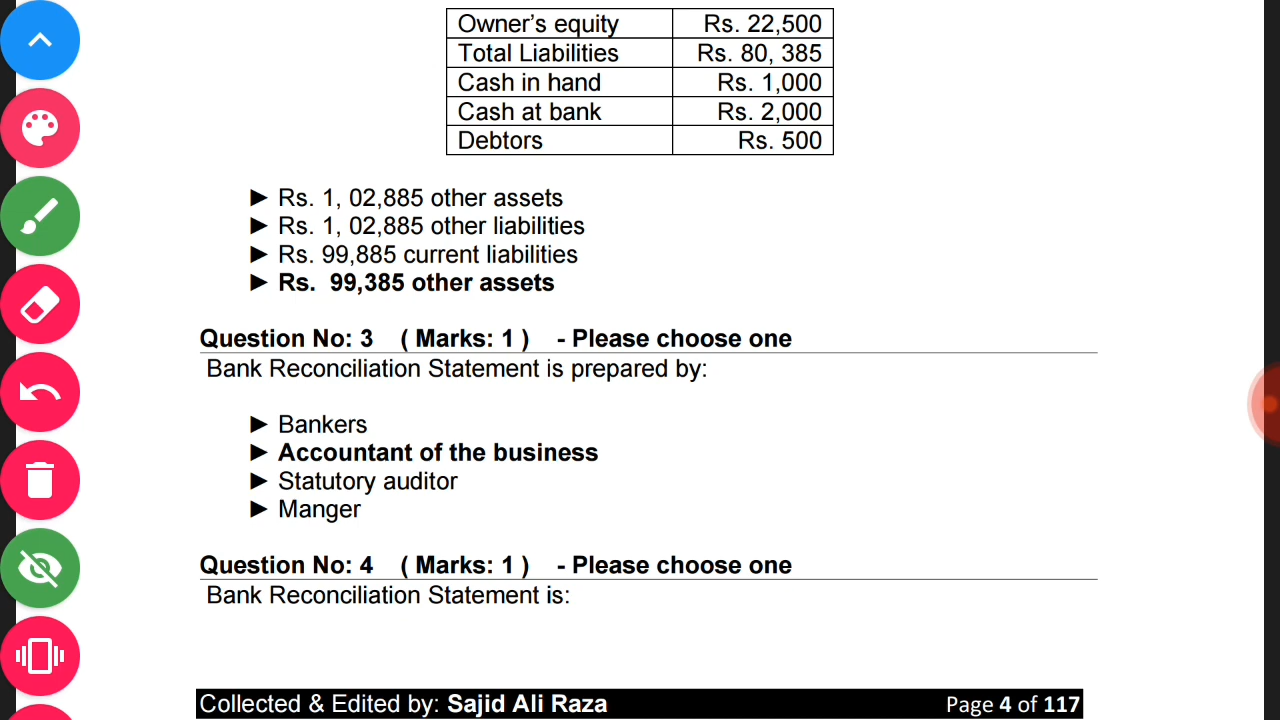 Owner's equity Rs. 22,500
Total Liabilities Rs. 80, 385
Cash in hand Rs. 1,000
Cash at bank Rs. 2,000
Debtors Rs. 500
► Rs. 1, 02,885 other assets
► Rs. 1, 02,885 other liabilities
► Rs. 99,885 current liabilities
► Rs. 99,385 other assets
Question No: 3 ( Marks: 1 ) - Please choose one
Bank Reconciliation Statement is prepared by:
► Bankers
► Accountant of the business
► Statutory auditor
► Manger
Question No: 4 ( Marks: 1 ) - Please choose one
Bank Reconciliation Statement is:
Collected & Edited by: Sajid Ali Raza Page 4 of 117